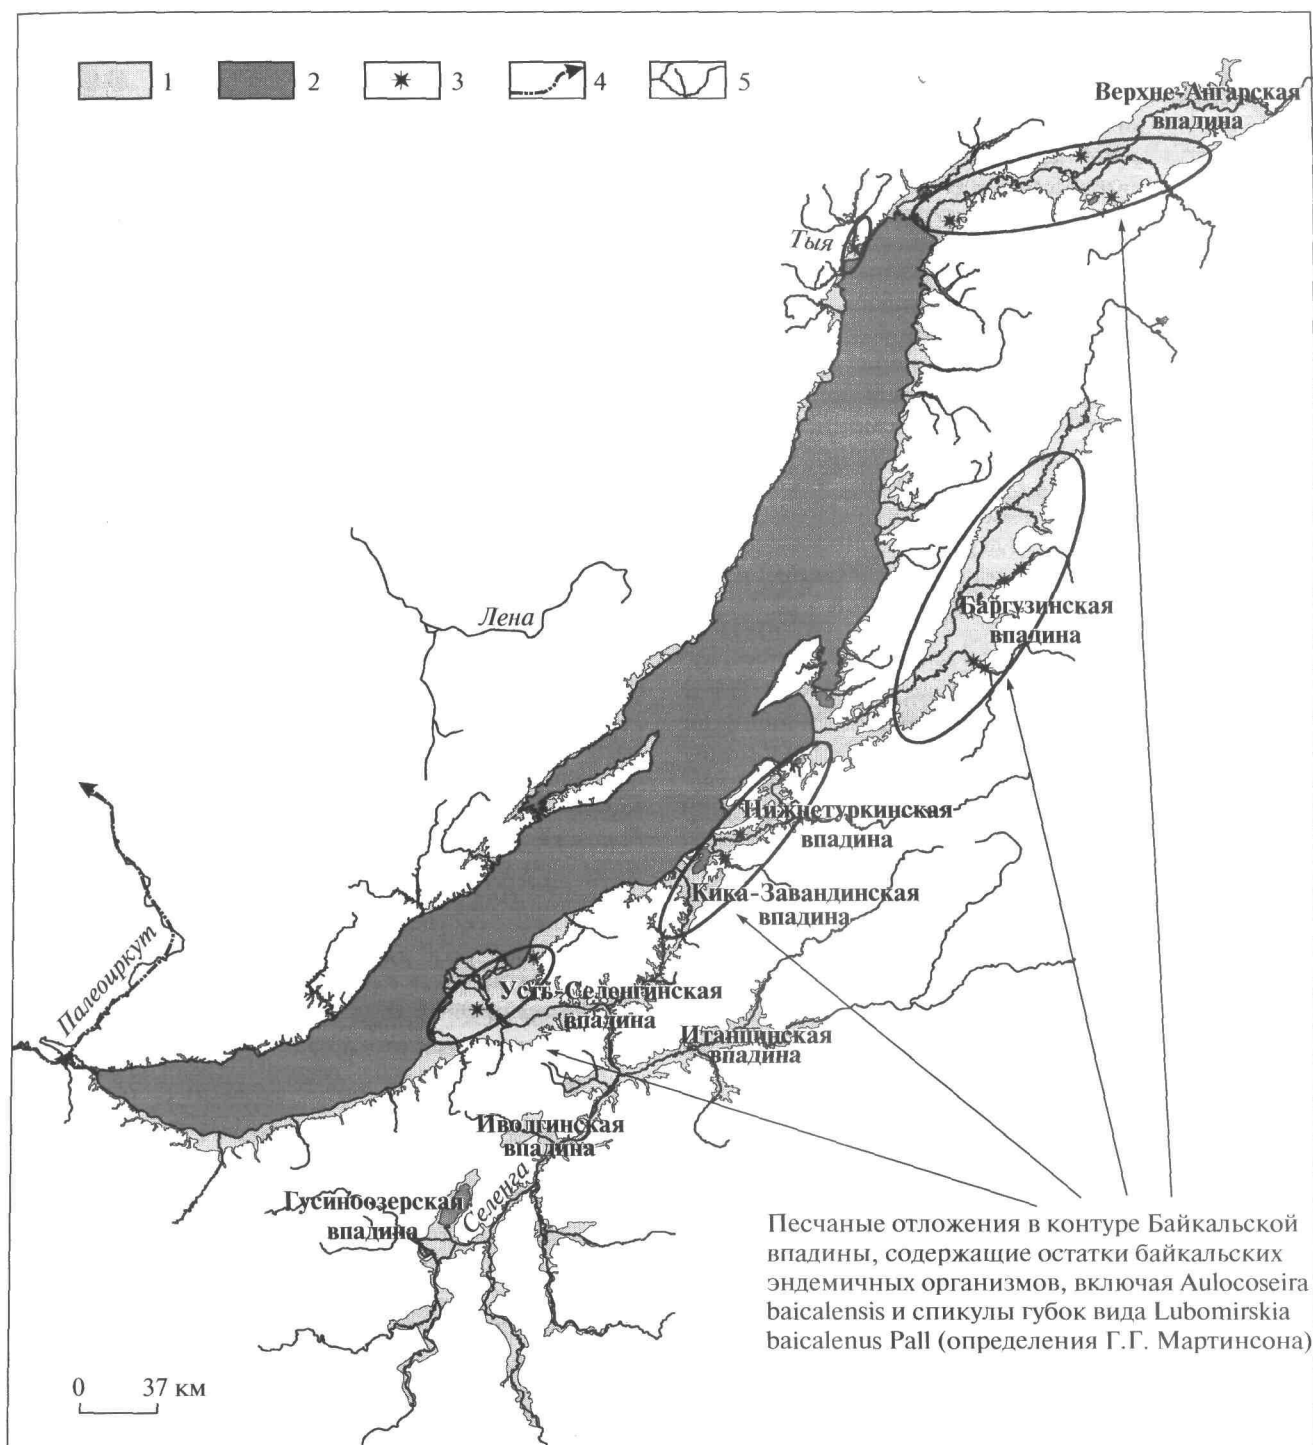 1 2 3 4 5
Верхне-Ангарская
впадина
Тыя
Баргузинская
впадина
Лена
Нижнетуркинская
впадина
Кика-Завандинская
впадина
Палеоиркут
Усть-Селенгинская
впадина
Итанцинская
впадина
Иволгинская
впадина
Селенга
Гусиноозерская
впадина
Песчаные отложения в контуре Байкальской
впадины, содержащие остатки байкальских
эндемичных организмов, включая Aulocoseira
baicalensis и спикулы губок вида Lubomirskia
baicalenus Pall (определения Г.Г. Мартинсона)
0 37 км